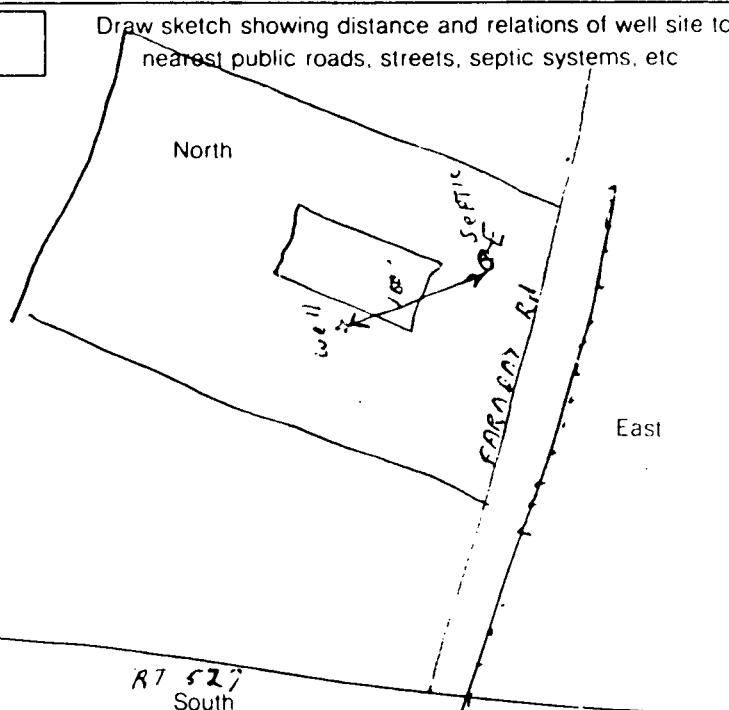 Draw sketch showing distance and relations of well site to
nearest public roads, streets, septic systems, etc
North
Septic
well
East
Rd
South